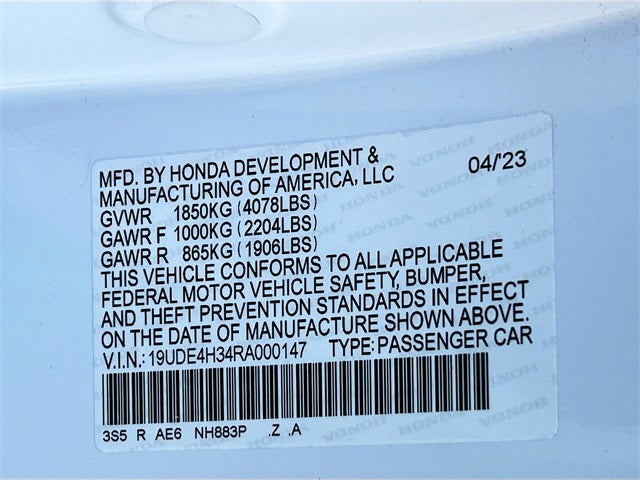 MFD. BY HONDA DEVELOPMENT & 04/'23
MANUFACTURING OF AMERICA, LLC
GVWR 1850KG (4078LBS)
GAWR F 1000KG (2204LBS)
GAWR R 865KG (1906LBS)
THIS VEHICLE CONFORMS TO ALL APPLICABLE
FEDERAL MOTOR VEHICLE SAFETY, BUMPER,
AND THEFT PREVENTION STANDARDS IN EFFECT
ON THE DATE OF MANUFACTURE SHOWN ABOVE.
V.I.N.: 19UDE4H34RA000147 TYPE: PASSENGER CAR
3S5 R AE6 NH883P .Z .A